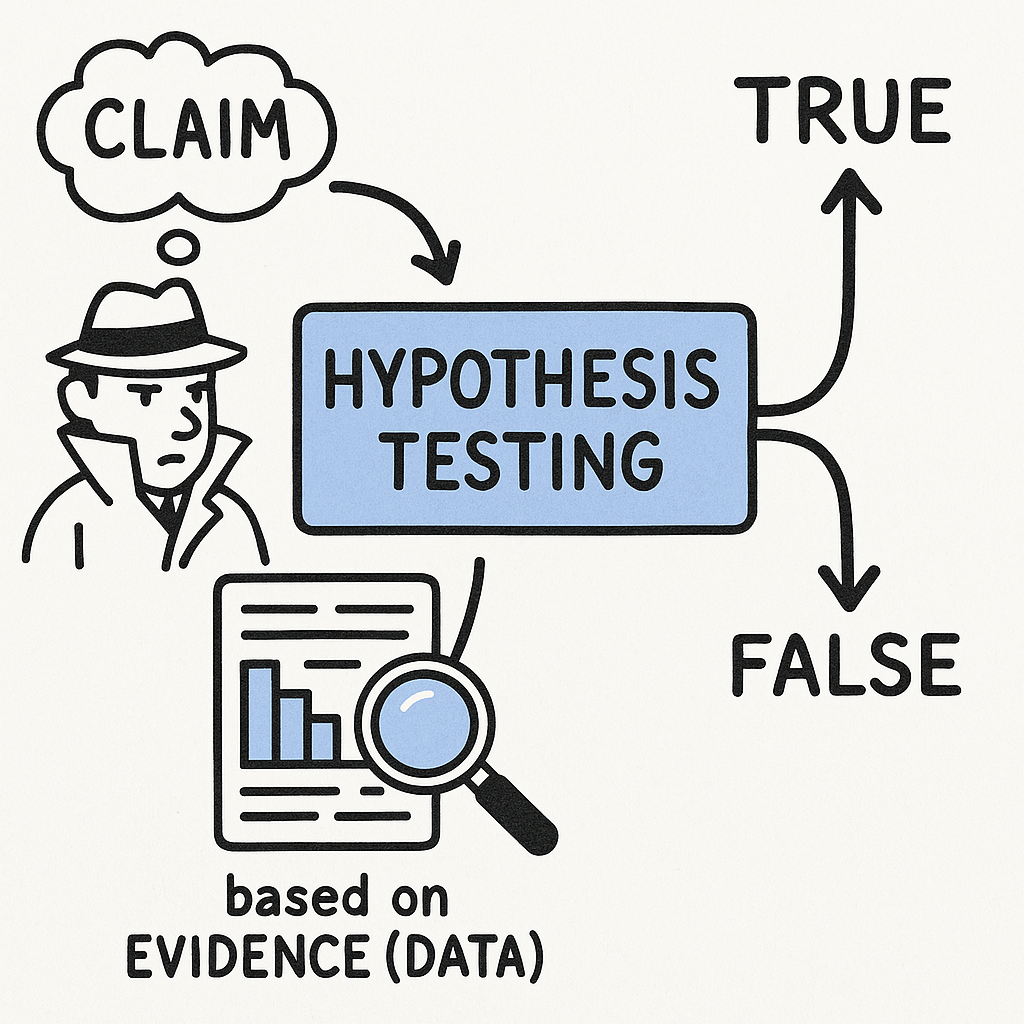 CLAIM
TRUE
HYPOTHESIS
TESTING
FALSE
based on
EVIDENCE (DATA)